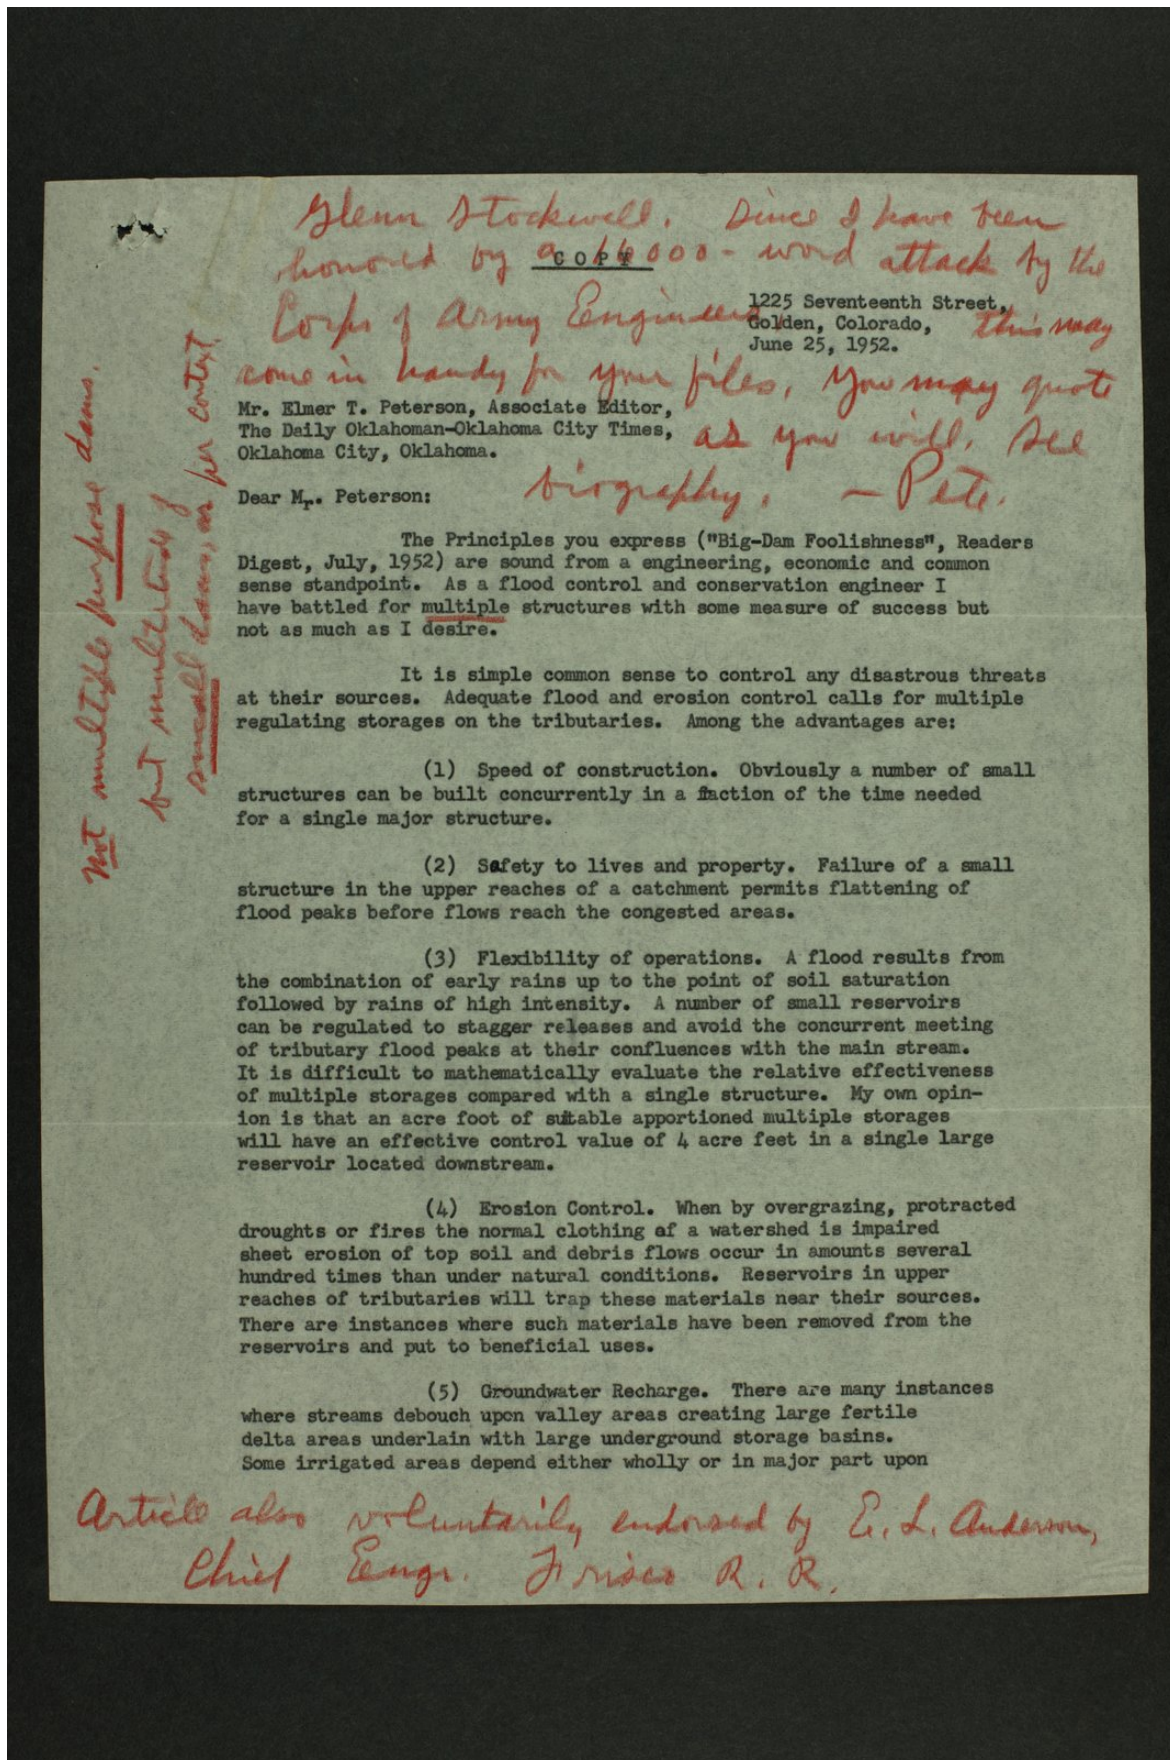 Glenn Stockwell. Since I have been
honored by a 16000-word attack by the
COPY
Corps of Army Engineers, this may
come in handy for your files, You may quote
as you will. See
biography. — Pete.
1225 Seventeenth Street,
Golden, Colorado,
June 25, 1952.
Mr. Elmer T. Peterson, Associate Editor,
The Daily Oklahoman-Oklahoma City Times,
Oklahoma City, Oklahoma.
Dear Mr. Peterson:
Not multiple purpose dams.
but multitude of
small dams, as per context
The Principles you express ("Big-Dam Foolishness", Readers
Digest, July, 1952) are sound from a engineering, economic and common
sense standpoint. As a flood control and conservation engineer I
have battled for multiple structures with some measure of success but
not as much as I desire.
It is simple common sense to control any disastrous threats
at their sources. Adequate flood and erosion control calls for multiple
regulating storages on the tributaries. Among the advantages are:
(1) Speed of construction. Obviously a number of small
structures can be built concurrently in a faction of the time needed
for a single major structure.
(2) Safety to lives and property. Failure of a small
structure in the upper reaches of a catchment permits flattening of
flood peaks before flows reach the congested areas.
(3) Flexibility of operations. A flood results from
the combination of early rains up to the point of soil saturation
followed by rains of high intensity. A number of small reservoirs
can be regulated to stagger releases and avoid the concurrent meeting
of tributary flood peaks at their confluences with the main stream.
It is difficult to mathematically evaluate the relative effectiveness
of multiple storages compared with a single structure. My own opin-
ion is that an acre foot of suitable apportioned multiple storages
will have an effective control value of 4 acre feet in a single large
reservoir located downstream.
(4) Erosion Control. When by overgrazing, protracted
droughts or fires the normal clothing of a watershed is impaired
sheet erosion of top soil and debris flows occur in amounts several
hundred times than under natural conditions. Reservoirs in upper
reaches of tributaries will trap these materials near their sources.
There are instances where such materials have been removed from the
reservoirs and put to beneficial uses.
(5) Groundwater Recharge. There are many instances
where streams debouch upon valley areas creating large fertile
delta areas underlain with large underground storage basins.
Some irrigated areas depend either wholly or in major part upon
Article also voluntarily endorsed by E. L. Anderson,
Chief Engr. Frisco R. R.